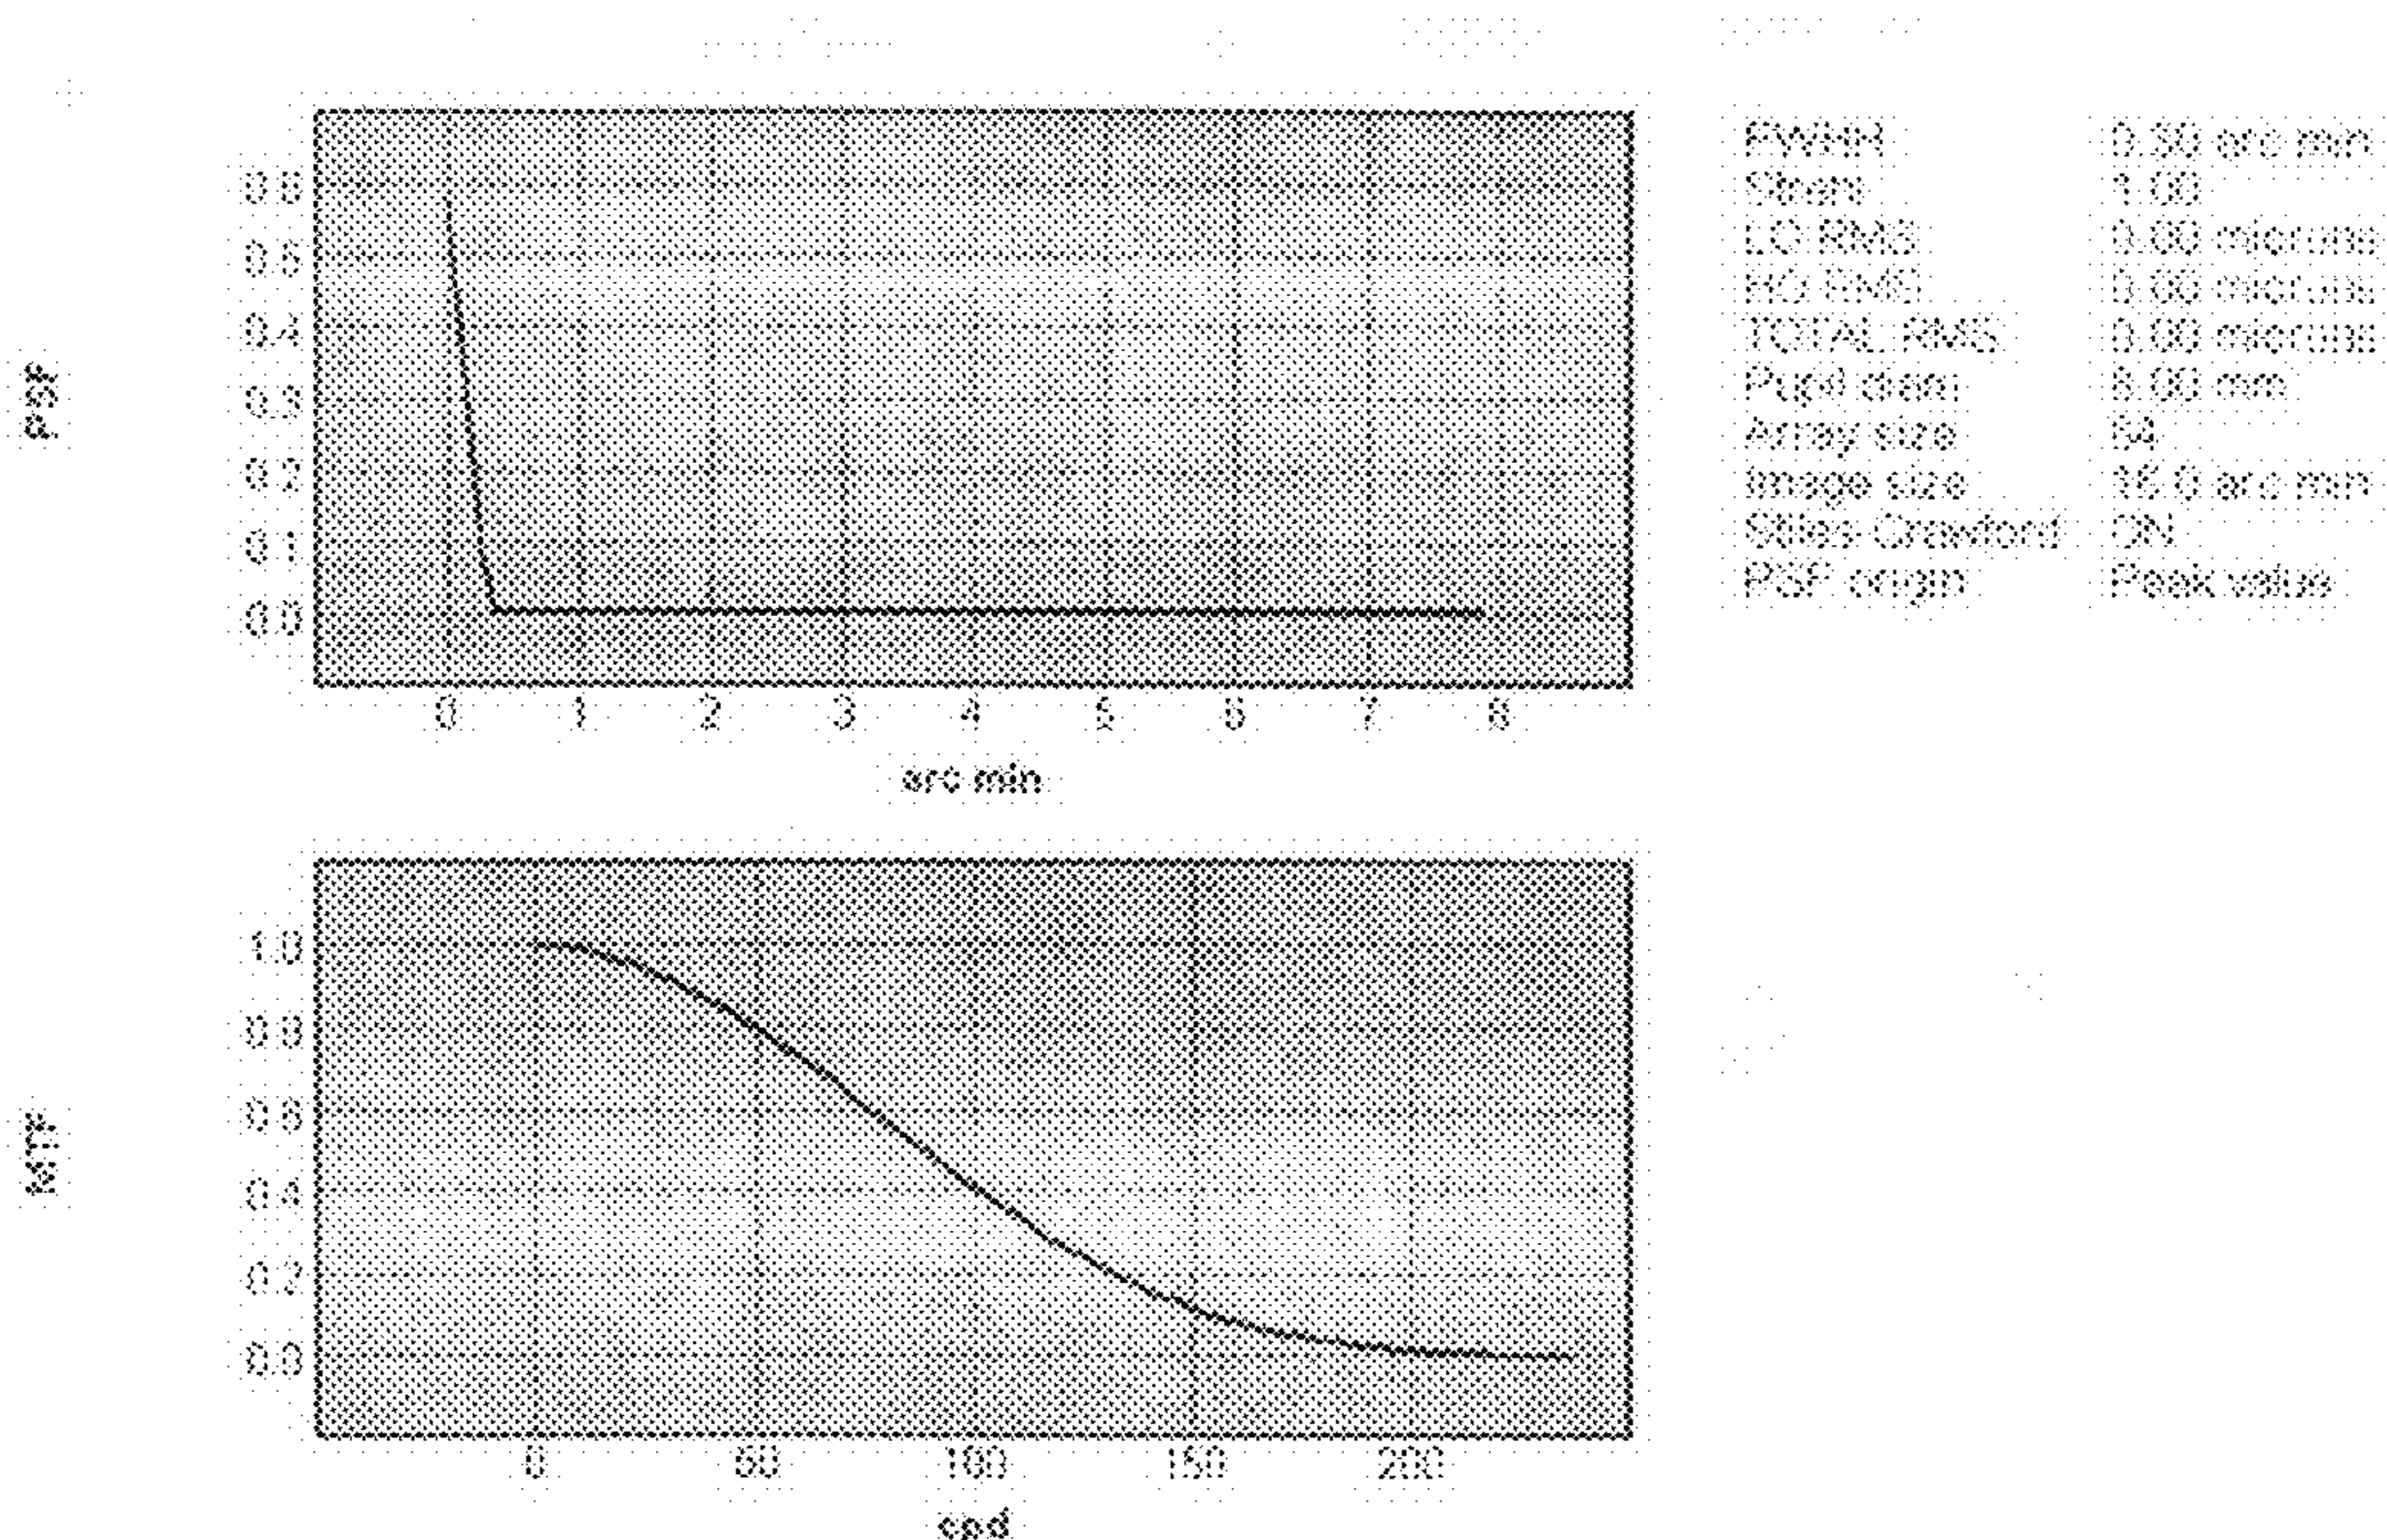 PSF
0.6
0.5
0.4
0.3
0.2
0.1
0.0
0 1 2 3 4 5 6 7 8
arc min
FWHH 0.50 arc min
Strehl 1.00
LO RMS 0.00 microns
HO RMS 0.00 microns
TOTAL RMS 0.00 microns
Pupil diam 8.00 mm
Array size 64
Image size 16.0 arc min
Stiles-Crawford ON
PSF origin Peak value
MTF
1.0
0.8
0.6
0.4
0.2
0.0
0 50 100 150 200
cpd